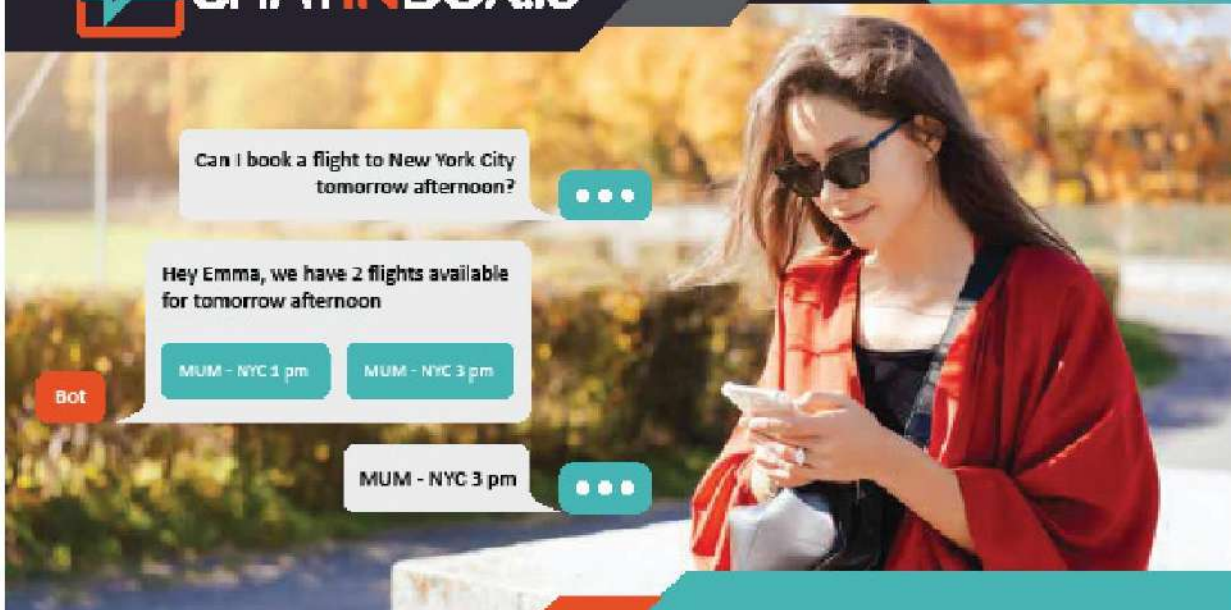 Can I book a flight to New York City
tomorrow afternoon?
Hey Emma, we have 2 flights available
for tomorrow afternoon
MUM - NYC 1 pm
MUM - NYC 3 pm
Bot
MUM - NYC 3 pm